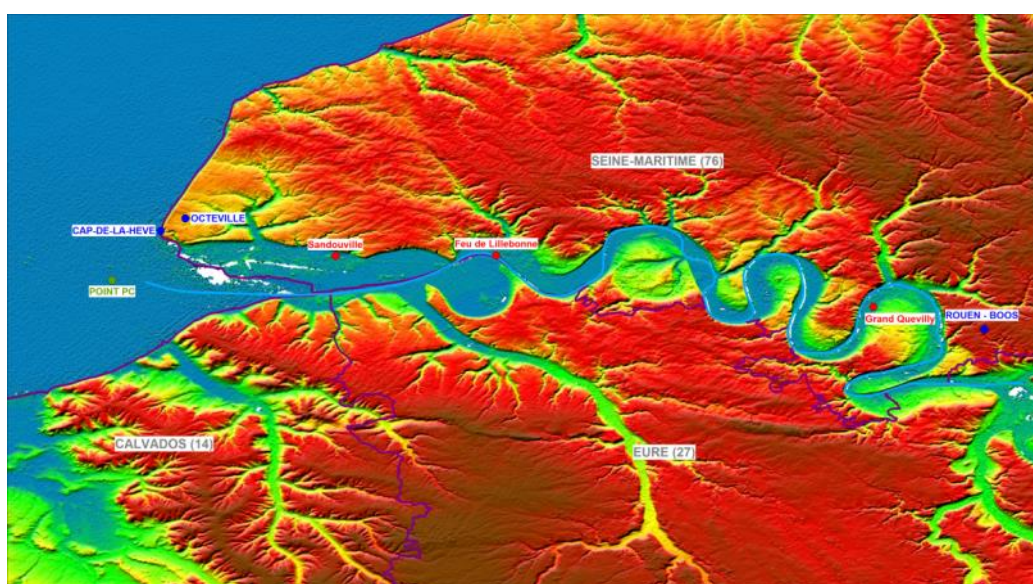 SEINE-MARITIME (76)
OCTEVILLE
CAP-DE-LA-HEVE
Sandouville
Feu de Lillebonne
POINT PC
Grand Quevilly
ROUEN - BOOS
CALVADOS (14)
EURE (27)